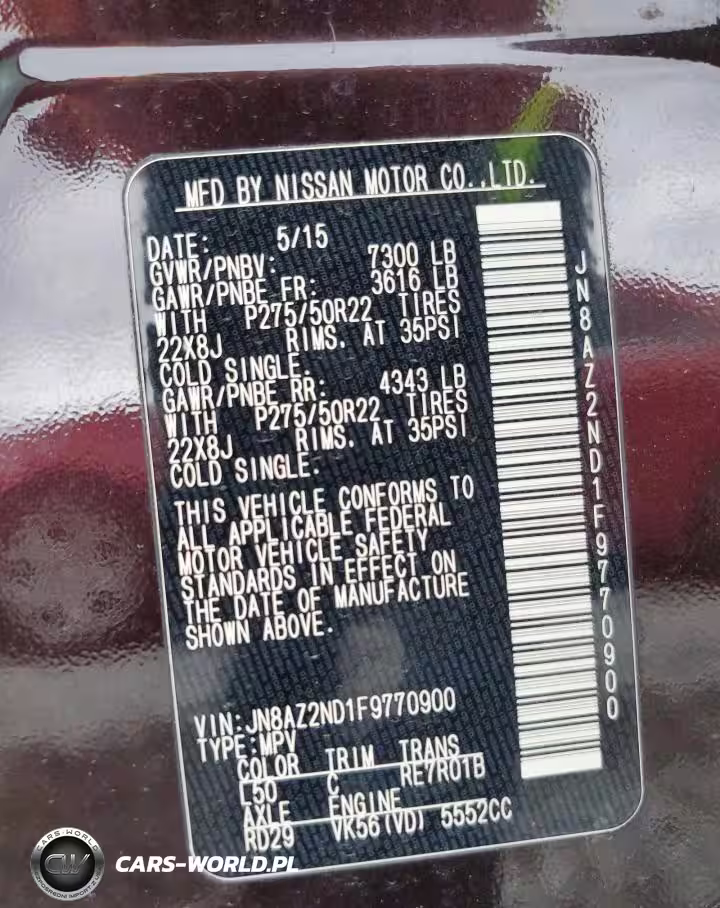 MFD BY NISSAN MOTOR CO.,LTD.
DATE: 5/15
GVWR/PNBV: 7300 LB
GAWR/PNBE FR: 3616 LB
WITH P275/50R22 TIRES
22X8J RIMS. AT 35PSI
COLD SINGLE.
GAWR/PNBE RR: 4343 LB
WITH P275/50R22 TIRES
22X8J RIMS. AT 35PSI
COLD SINGLE.
THIS VEHICLE CONFORMS TO
ALL APPLICABLE FEDERAL
MOTOR VEHICLE SAFETY
STANDARDS IN EFFECT ON
THE DATE OF MANUFACTURE
SHOWN ABOVE.
VIN:JN8AZ2ND1F9770900
TYPE:MPV
COLOR TRIM TRANS
L50 C RE7R01B
AXLE ENGINE
RD29 VK56(VD) 5552CC
JN8AZ2ND1F9770900
CARS-WORLD
CW
CARS-WORLD.PL